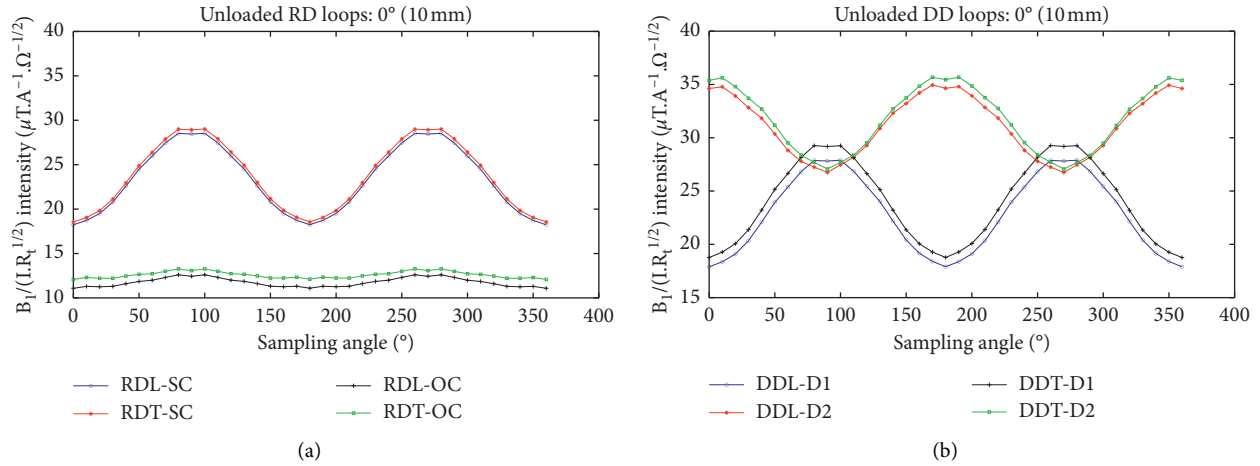 Unloaded RD loops: 0° (10 mm)
40
35
30
25
20
15
10
B₁/(I.Rₜ^1/2) intensity (μT.A⁻¹.Ω⁻¹/²)
0 50 100 150 200 250 300 350 400
Sampling angle (°)
RDL-SC
RDT-SC
RDL-OC
RDT-OC
(a)
Unloaded DD loops: 0° (10 mm)
40
35
30
25
20
15
B₁/(I.Rₜ^1/2) intensity (μT.A⁻¹.Ω⁻¹/²)
0 50 100 150 200 250 300 350 400
Sampling angle (°)
DDL-D1
DDL-D2
DDT-D1
DDT-D2
(b)